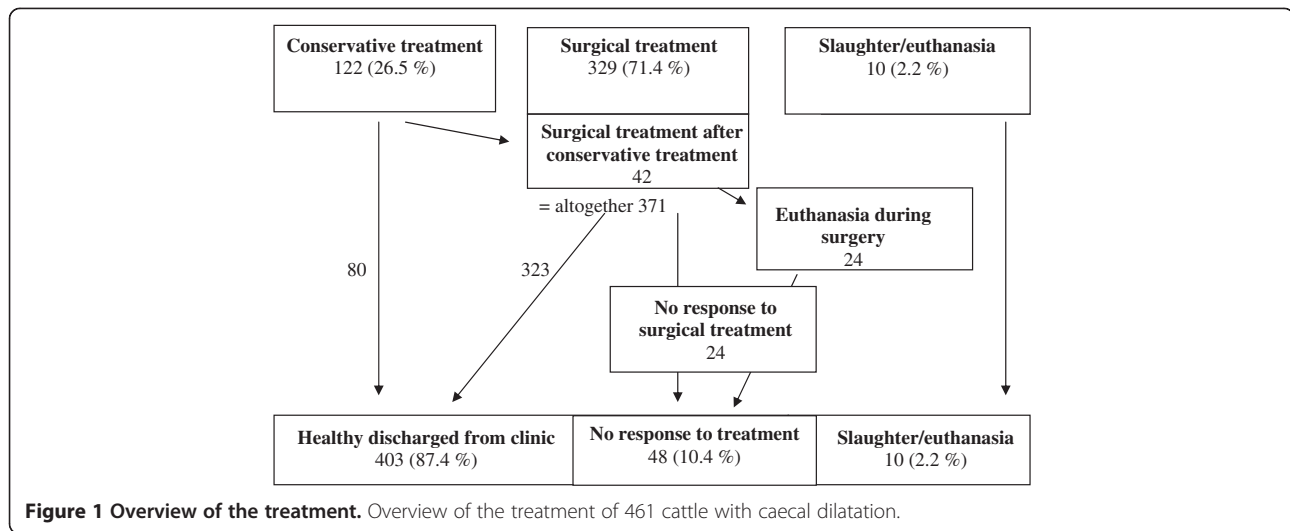 Conservative treatment
122 (26.5 %)
Surgical treatment
329 (71.4 %)
Slaughter/euthanasia
10 (2.2 %)
Surgical treatment after
conservative treatment
42
= altogether 371
Euthanasia during
surgery
24
80
323
No response to
surgical treatment
24
Healthy discharged from clinic
403 (87.4 %)
No response to treatment
48 (10.4 %)
Slaughter/euthanasia
10 (2.2 %)
Figure 1 Overview of the treatment. Overview of the treatment of 461 cattle with caecal dilatation.